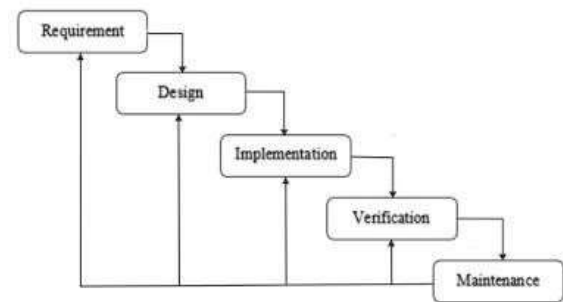 Requirement
Design
Implementation
Verification
Maintenance